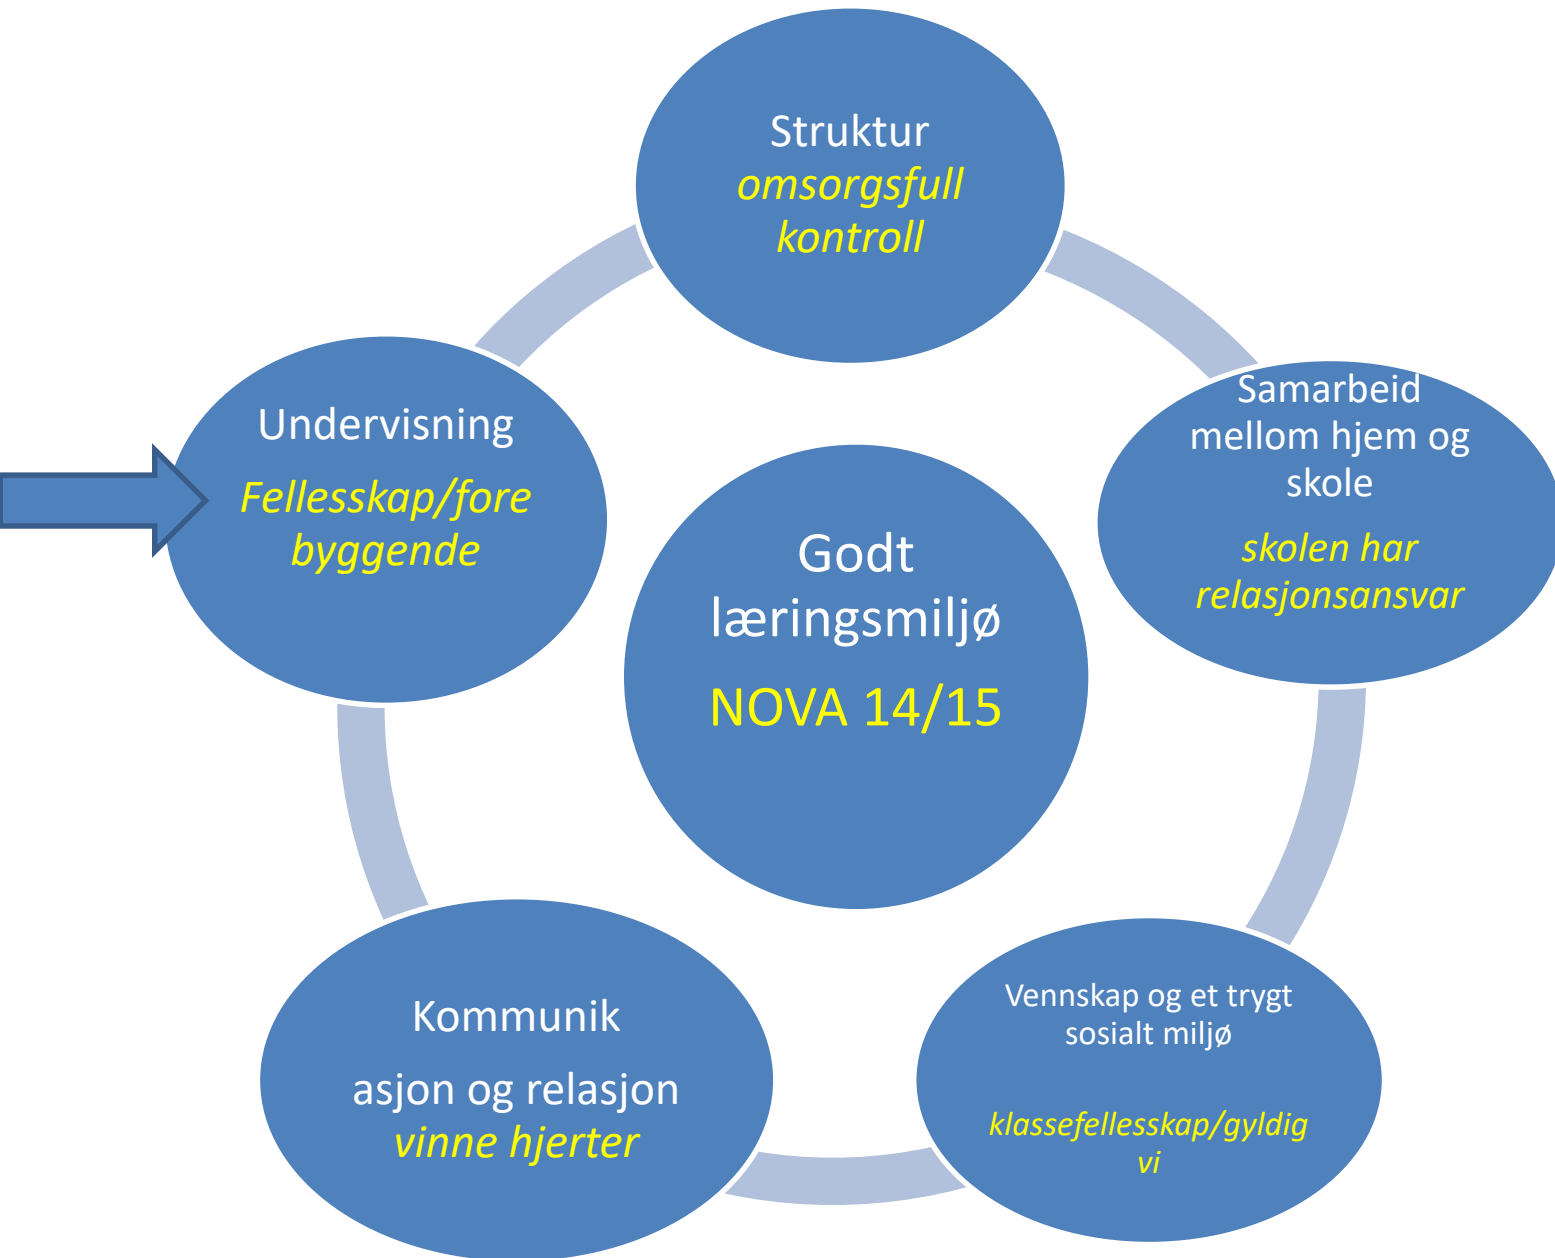 Struktur
omsorgsfull
kontroll
Samarbeid
mellom hjem og
skole
skolen har
relasjonsansvar
Vennskap og et trygt
sosialt miljø
klassefellesskap/gyldig
vi
Kommunik
asjon og relasjon
vinne hjerter
Undervisning
Fellesskap/fore
byggende
Godt
læringsmiljø
NOVA 14/15